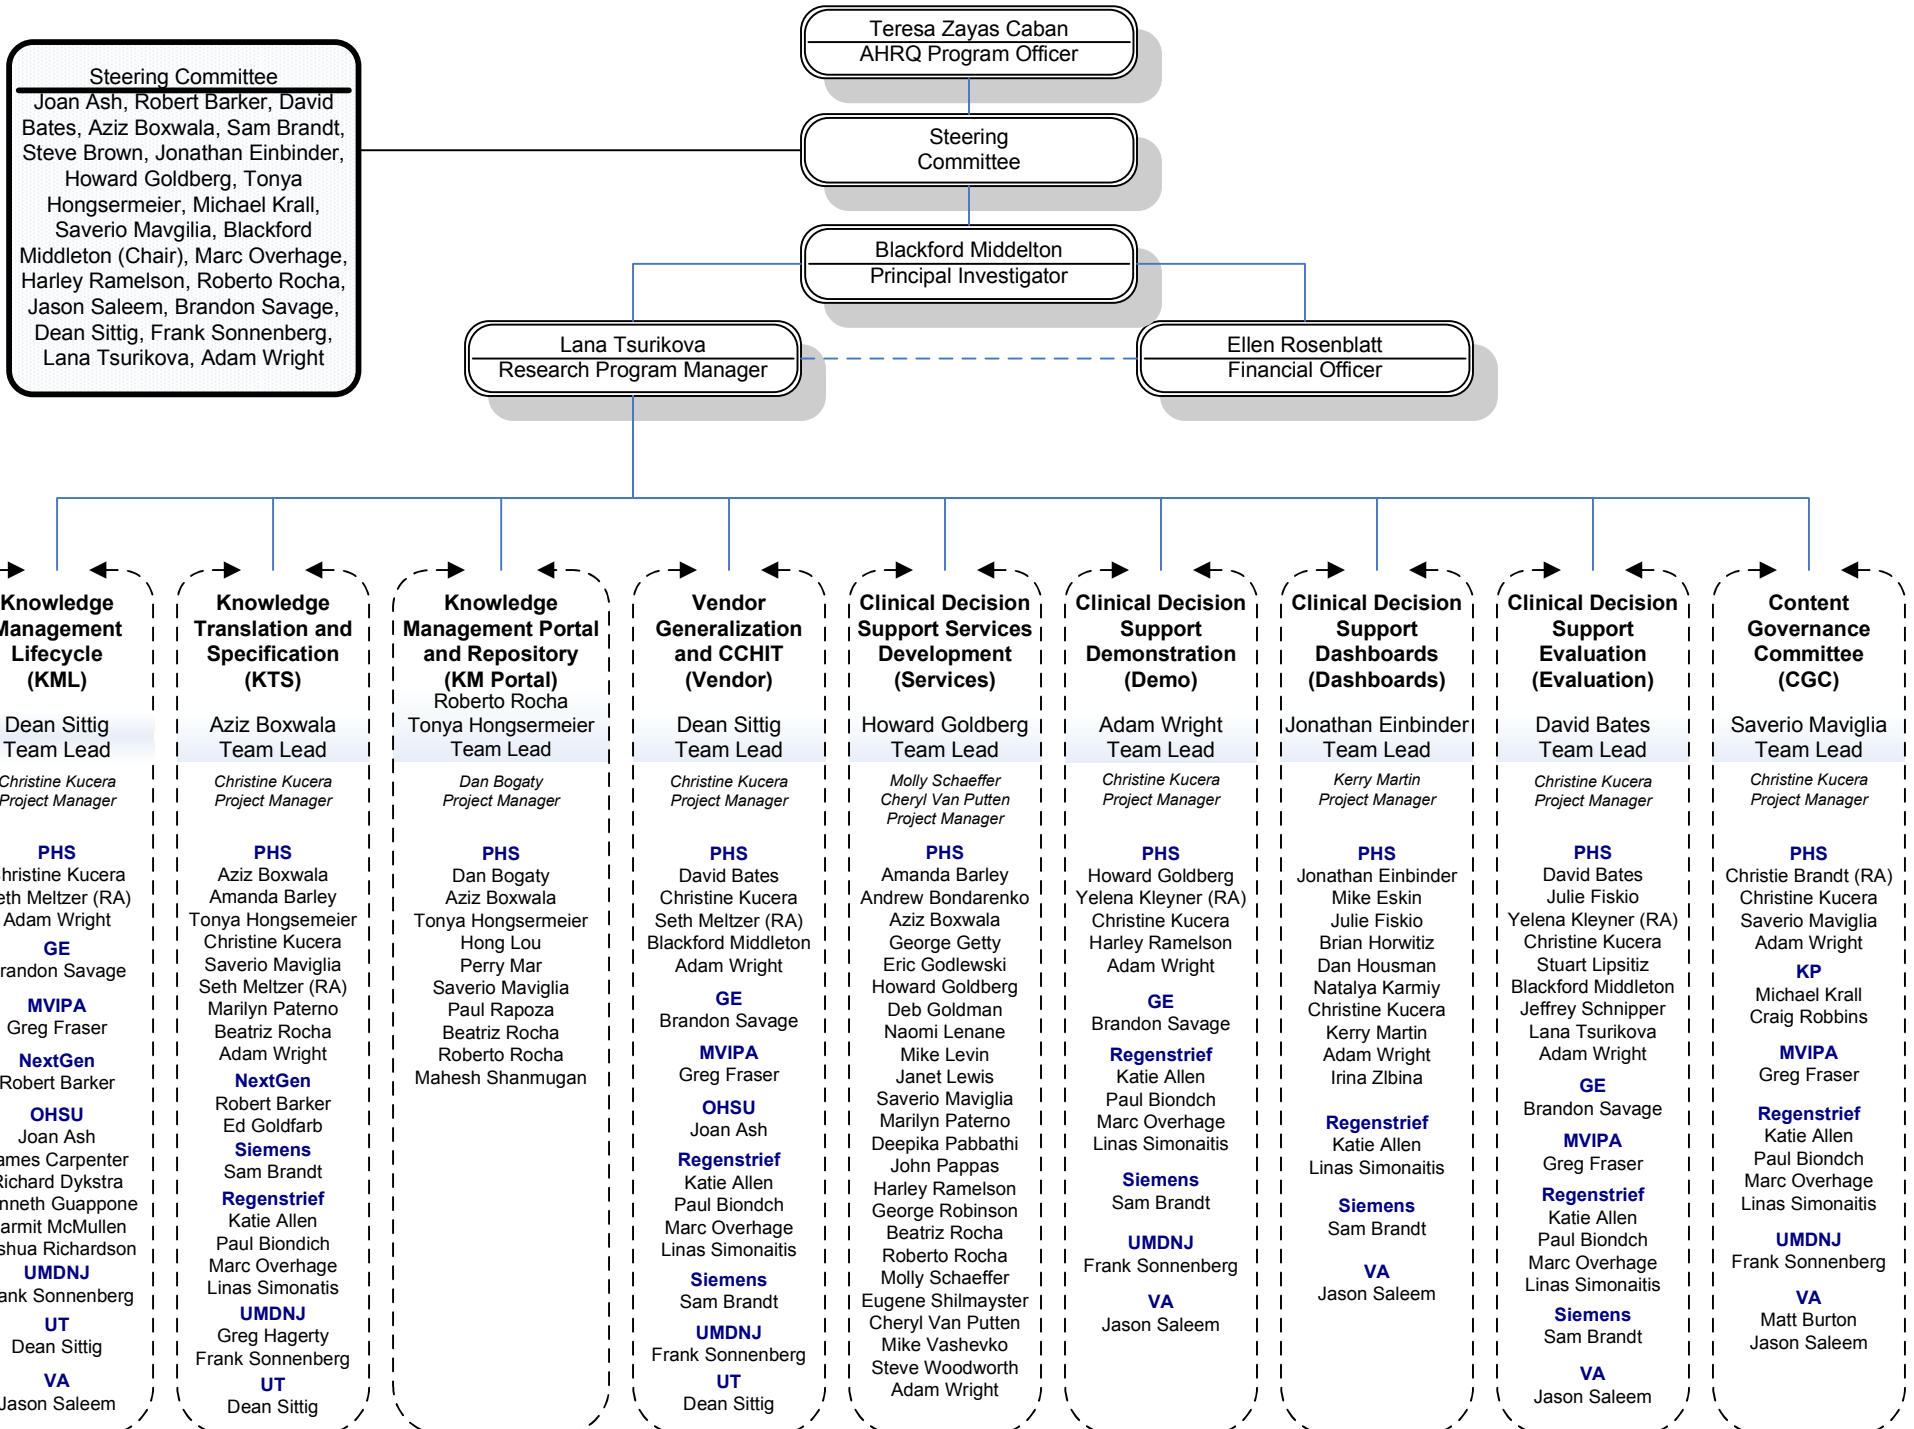 Teresa Zayas Caban
AHRQ Program Officer
Steering Committee
Joan Ash, Robert Barker, David
Bates, Aziz Boxwala, Sam Brandt,
Steve Brown, Jonathan Einbinder,
Howard Goldberg, Tonya
Hongsermeier, Michael Krall,
Saverio Mavgilia, Blackford
Middleton (Chair), Marc Overhage,
Harley Ramelson, Roberto Rocha,
Jason Saleem, Brandon Savage,
Dean Sittig, Frank Sonnenberg,
Lana Tsurikova, Adam Wright
Steering
Committee
Blackford Middelton
Principal Investigator
Lana Tsurikova
Research Program Manager
Ellen Rosenblatt
Financial Officer
Knowledge
Management
Lifecycle
(KML)
Dean Sittig
Team Lead
Christine Kucera
Project Manager
PHS
Christine Kucera
Seth Meltzer (RA)
Adam Wright
GE
Brandon Savage
MVIPA
Greg Fraser
NextGen
Robert Barker
OHSU
Joan Ash
James Carpenter
Richard Dykstra
Kenneth Guappone
armit McMullen
Joshua Richardson
UMDNJ
Frank Sonnenberg
UT
Dean Sittig
VA
Jason Saleem
Knowledge
Translation and
Specification
(KTS)
Aziz Boxwala
Team Lead
Christine Kucera
Project Manager
PHS
Aziz Boxwala
Amanda Barley
Tonya Hongsemeier
Christine Kucera
Saverio Maviglia
Seth Meltzer (RA)
Marilyn Paterno
Beatriz Rocha
Adam Wright
NextGen
Robert Barker
Ed Goldfarb
Siemens
Sam Brandt
Regenstrief
Katie Allen
Paul Biondich
Marc Overhage
Linas Simonatis
UMDNJ
Greg Hagerty
Frank Sonnenberg
UT
Dean Sittig
Knowledge
Management Portal
and Repository
(KM Portal)
Roberto Rocha
Tonya Hongsermeier
Team Lead
Dan Bogaty
Project Manager
PHS
Dan Bogaty
Aziz Boxwala
Tonya Hongsermeier
Hong Lou
Perry Mar
Saverio Maviglia
Paul Rapoza
Beatriz Rocha
Roberto Rocha
Mahesh Shanmugan
Vendor
Generalization
and CCHIT
(Vendor)
Dean Sittig
Team Lead
Christine Kucera
Project Manager
PHS
David Bates
Christine Kucera
Seth Meltzer (RA)
Blackford Middleton
Adam Wright
GE
Brandon Savage
MVIPA
Greg Fraser
OHSU
Joan Ash
Regenstrief
Katie Allen
Paul Biondch
Marc Overhage
Linas Simonaitis
Siemens
Sam Brandt
UMDNJ
Frank Sonnenberg
UT
Dean Sittig
Clinical Decision
Support Services
Development
(Services)
Howard Goldberg
Team Lead
Molly Schaeffer
Cheryl Van Putten
Project Manager
PHS
Amanda Barley
Andrew Bondarenko
Aziz Boxwala
George Getty
Eric Godlewski
Howard Goldberg
Deb Goldman
Naomi Lenane
Mike Levin
Janet Lewis
Saverio Maviglia
Marilyn Paterno
Deepika Pabbathi
John Pappas
Harley Ramelson
George Robinson
Beatriz Rocha
Roberto Rocha
Molly Schaeffer
Eugene Shilmayster
Cheryl Van Putten
Mike Vashevko
Steve Woodworth
Adam Wright
Clinical Decision
Support
Demonstration
(Demo)
Adam Wright
Team Lead
Christine Kucera
Project Manager
PHS
Howard Goldberg
Yelena Kleyner (RA)
Christine Kucera
Harley Ramelson
Adam Wright
GE
Brandon Savage
Regenstrief
Katie Allen
Paul Biondch
Marc Overhage
Linas Simonaitis
Siemens
Sam Brandt
UMDNJ
Frank Sonnenberg
VA
Jason Saleem
Clinical Decision
Support
Dashboards
(Dashboards)
Jonathan Einbinder
Team Lead
Kerry Martin
Project Manager
PHS
Jonathan Einbinder
Mike Eskin
Julie Fiskio
Brian Horwitiz
Dan Housman
Natalya Karmiy
Christine Kucera
Kerry Martin
Adam Wright
Irina Zlbina
Regenstrief
Katie Allen
Linas Simonaitis
Siemens
Sam Brandt
VA
Jason Saleem
Clinical Decision
Support
Evaluation
(Evaluation)
David Bates
Team Lead
Christine Kucera
Project Manager
PHS
David Bates
Julie Fiskio
Yelena Kleyner (RA)
Christine Kucera
Stuart Lipsitiz
Blackford Middleton
Jeffrey Schnipper
Lana Tsurikova
Adam Wright
GE
Brandon Savage
MVIPA
Greg Fraser
Regenstrief
Katie Allen
Paul Biondch
Marc Overhage
Linas Simonaitis
Siemens
Sam Brandt
VA
Jason Saleem
Content
Governance
Committee
(CGC)
Saverio Maviglia
Team Lead
Christine Kucera
Project Manager
PHS
Christie Brandt (RA)
Christine Kucera
Saverio Maviglia
Adam Wright
KP
Michael Krall
Craig Robbins
MVIPA
Greg Fraser
Regenstrief
Katie Allen
Paul Biondch
Marc Overhage
Linas Simonaitis
UMDNJ
Frank Sonnenberg
VA
Matt Burton
Jason Saleem